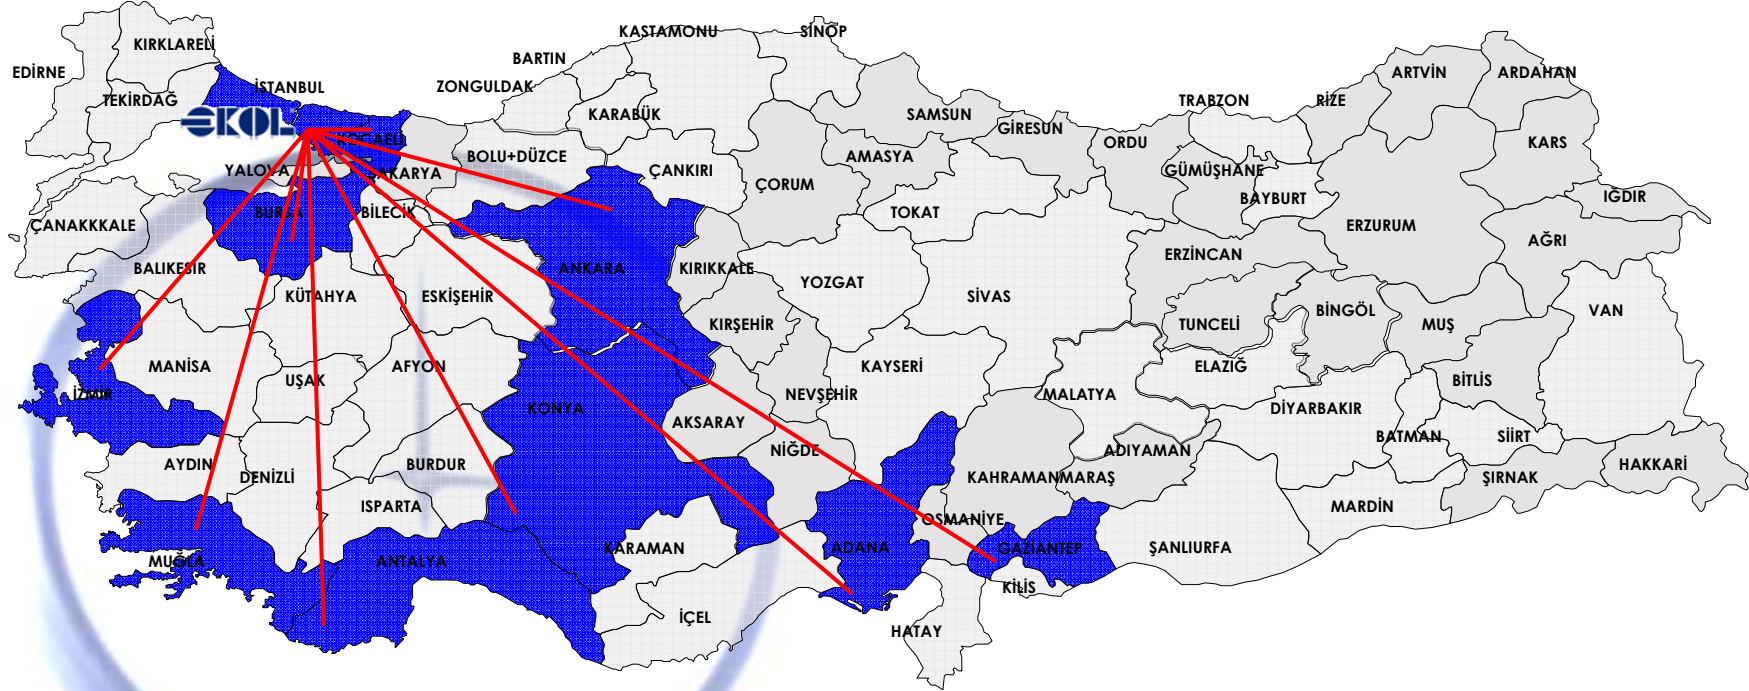 KASTAMONU
SİNOP
KIRKLARELİ
BARTIN
EDİRNE
ARTVİN
ARDAHAN
İSTANBUL
ZONGULDAK
TEKİRDAĞ
TRABZON
RİZE
KARABÜK
SAMSUN
EKOL
GİRESUN
KOCAELİ
ORDU
KARS
BOLU+DÜZCE
AMASYA
YALOVA
SAKARYA
ÇANKIRI
GÜMÜŞHANE
ÇORUM
BAYBURT
IĞDIR
BURSA
BİLECİK
TOKAT
ÇANAKKKALE
ERZURUM
AĞRI
ERZİNCAN
BALIKESİR
ANKARA
KIRIKKALE
YOZGAT
KÜTAHYA
ESKİŞEHİR
SİVAS
BİNGÖL
VAN
KIRŞEHİR
TUNCELİ
MUŞ
MANİSA
AFYON
KAYSERİ
ELAZIĞ
UŞAK
BİTLİS
İZMİR
NEVŞEHİR
MALATYA
KONYA
DİYARBAKIR
AKSARAY
BATMAN
SİİRT
NİĞDE
ADIYAMAN
AYDIN
BURDUR
HAKKARİ
DENİZLİ
KAHRAMANMARAŞ
ŞIRNAK
ISPARTA
MARDİN
OSMANİYE
KARAMAN
ADANA
GAZİANTEP
ŞANLIURFA
MUĞLA
ANTALYA
KİLİS
İÇEL
HATAY